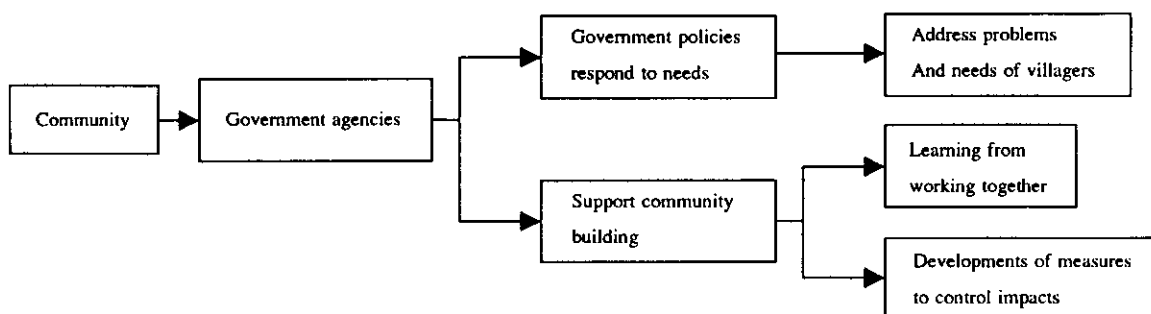 Community
Government agencies
Government policies
respond to needs
Address problems
And needs of villagers
Support community
building
Learning from
working together
Developments of measures
to control impacts